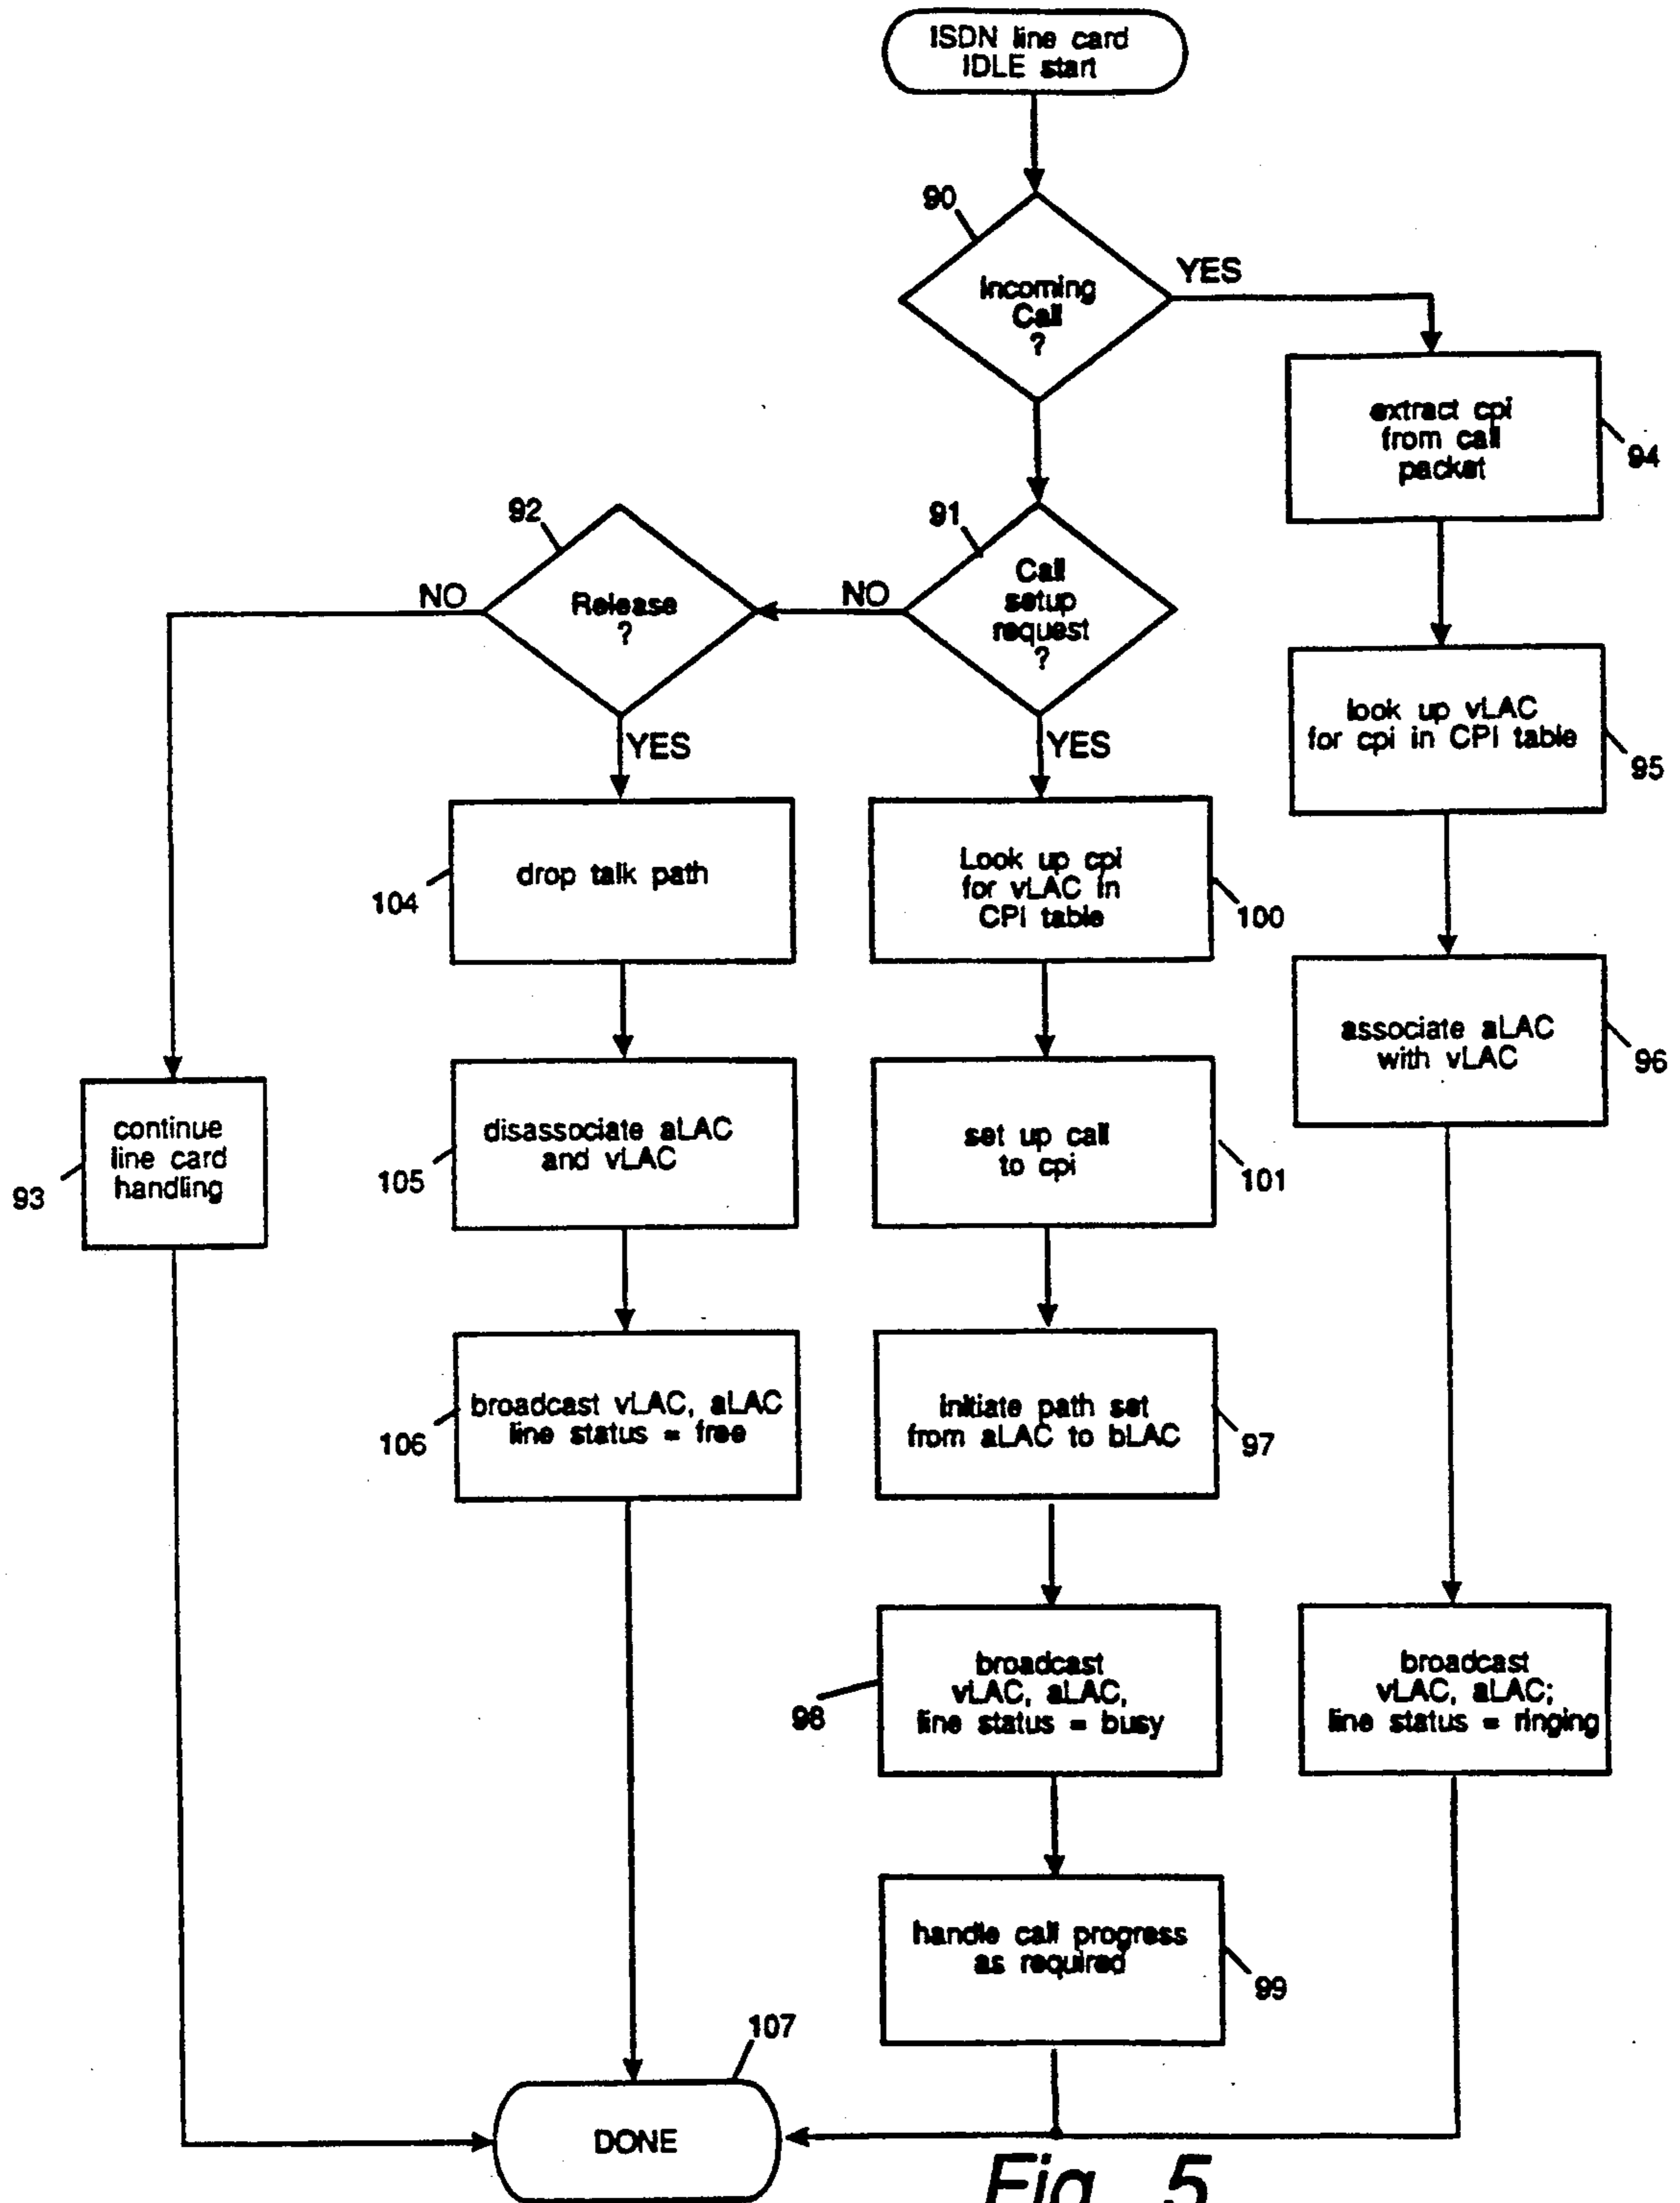 ISDN line card
IDLE start
90
Incoming
Call
?
YES
extract cpi
from call
packet
94
92
Release
?
NO
91
Call
setup
request
?
NO
look up vLAC
for cpi in CPI table
95
YES
YES
drop talk path
104
Look up cpi
for vLAC in
CPI table
100
associate aLAC
with vLAC
96
continue
line card
handling
93
disassociate aLAC
and vLAC
105
set up call
to cpi
101
broadcast vLAC, aLAC
line status = free
106
initiate path set
from aLAC to bLAC
97
broadcast
vLAC, aLAC,
line status = busy
98
broadcast
vLAC, aLAC;
line status = ringing
handle call progress
as required
99
107
DONE
Fig. 5